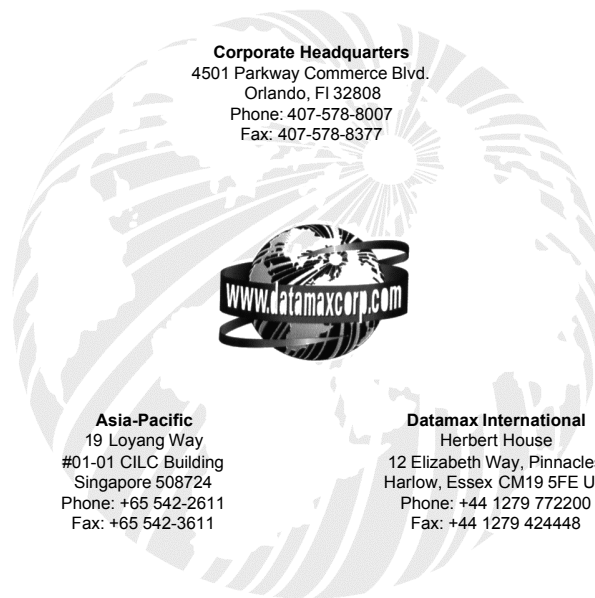 Corporate Headquarters
4501 Parkway Commerce Blvd.
Orlando, Fl 32808
Phone: 407-578-8007
Fax: 407-578-8377
www.datamaxcorp.com
Asia-Pacific
19 Loyang Way
#01-01 CILC Building
Singapore 508724
Phone: +65 542-2611
Fax: +65 542-3611
Datamax International
Herbert House
12 Elizabeth Way, Pinnacles
Harlow, Essex CM19 5FE U
Phone: +44 1279 772200
Fax: +44 1279 424448